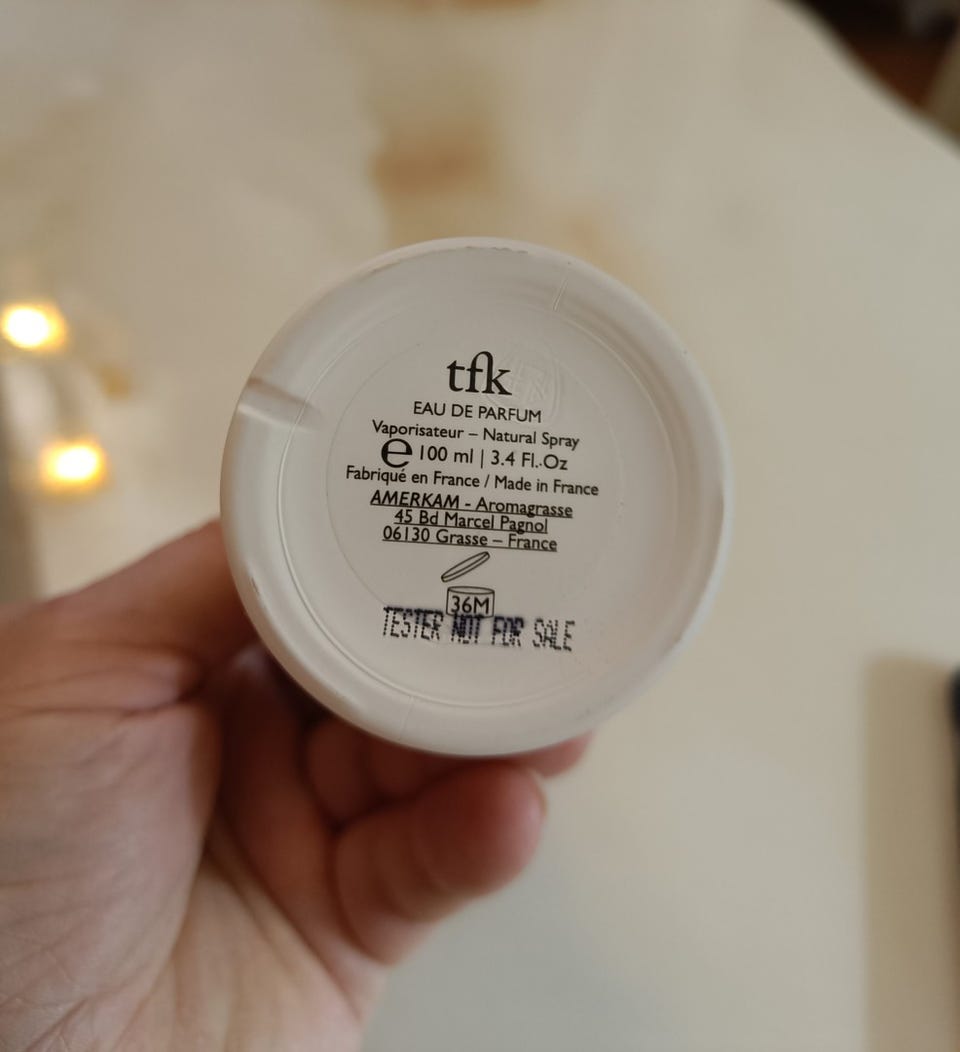 tfk
EAU DE PARFUM
Vaporisateur – Natural Spray
℮ 100 ml | 3.4 Fl.·Oz
Fabriqué en France / Made in France
AMERKAM - Aromagrasse
45 Bd Marcel Pagnol
06130 Grasse – France
36M
TESTER NOT FOR SALE